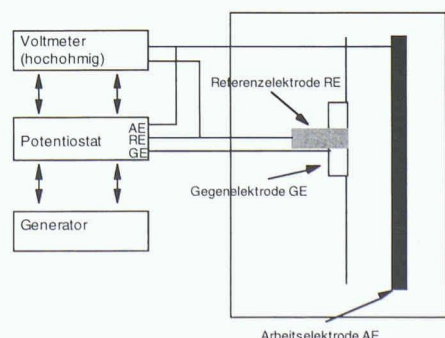 Voltmeter
(hochohmig)
Referenzelektrode RE
AE
Potentiostat
RE
GE
Gegenelektrode GE
Generator
Arbeitselektrode AE